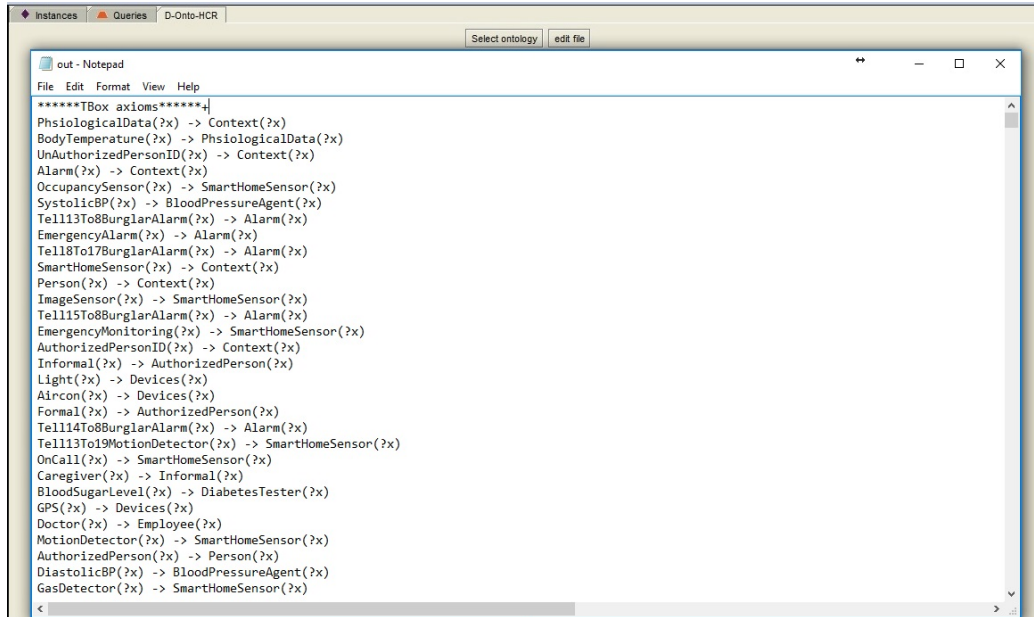 Instances Queries D-Onto-HCR
Select ontology edit file
out - Notepad
File Edit Format View Help
******TBox axioms******+
PhsiologicalData(?x) -> Context(?x)
BodyTemperature(?x) -> PhsiologicalData(?x)
UnAuthorizedPersonID(?x) -> Context(?x)
Alarm(?x) -> Context(?x)
OccupancySensor(?x) -> SmartHomeSensor(?x)
SystolicBP(?x) -> BloodPressureAgent(?x)
Tell13To8BurglarAlarm(?x) -> Alarm(?x)
EmergencyAlarm(?x) -> Alarm(?x)
Tell8To17BurglarAlarm(?x) -> Alarm(?x)
SmartHomeSensor(?x) -> Context(?x)
Person(?x) -> Context(?x)
ImageSensor(?x) -> SmartHomeSensor(?x)
Tell15To8BurglarAlarm(?x) -> Alarm(?x)
EmergencyMonitoring(?x) -> SmartHomeSensor(?x)
AuthorizedPersonID(?x) -> Context(?x)
Informal(?x) -> AuthorizedPerson(?x)
Light(?x) -> Devices(?x)
Aircon(?x) -> Devices(?x)
Formal(?x) -> AuthorizedPerson(?x)
Tell14To8BurglarAlarm(?x) -> Alarm(?x)
Tell13To19MotionDetector(?x) -> SmartHomeSensor(?x)
OnCall(?x) -> SmartHomeSensor(?x)
Caregiver(?x) -> Informal(?x)
BloodSugarLevel(?x) -> DiabetesTester(?x)
GPS(?x) -> Devices(?x)
Doctor(?x) -> Employee(?x)
MotionDetector(?x) -> SmartHomeSensor(?x)
AuthorizedPerson(?x) -> Person(?x)
DiastolicBP(?x) -> BloodPressureAgent(?x)
GasDetector(?x) -> SmartHomeSensor(?x)